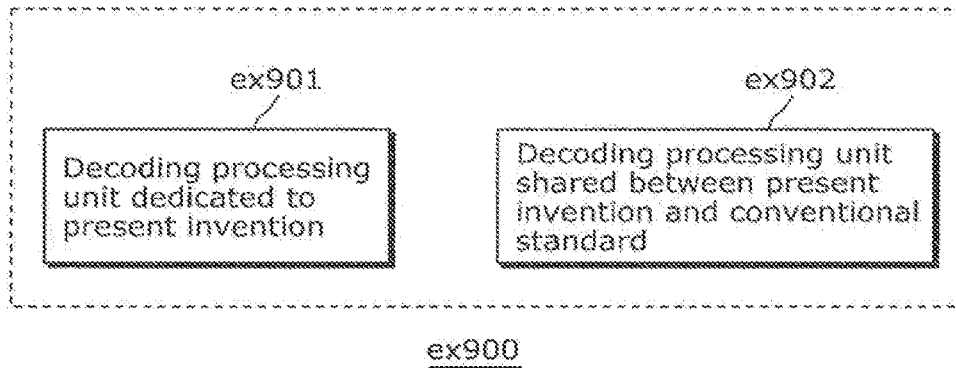 ex901
ex902
Decoding processing
unit dedicated to
present invention
Decoding processing unit
shared between present
invention and conventional
standard
ex900